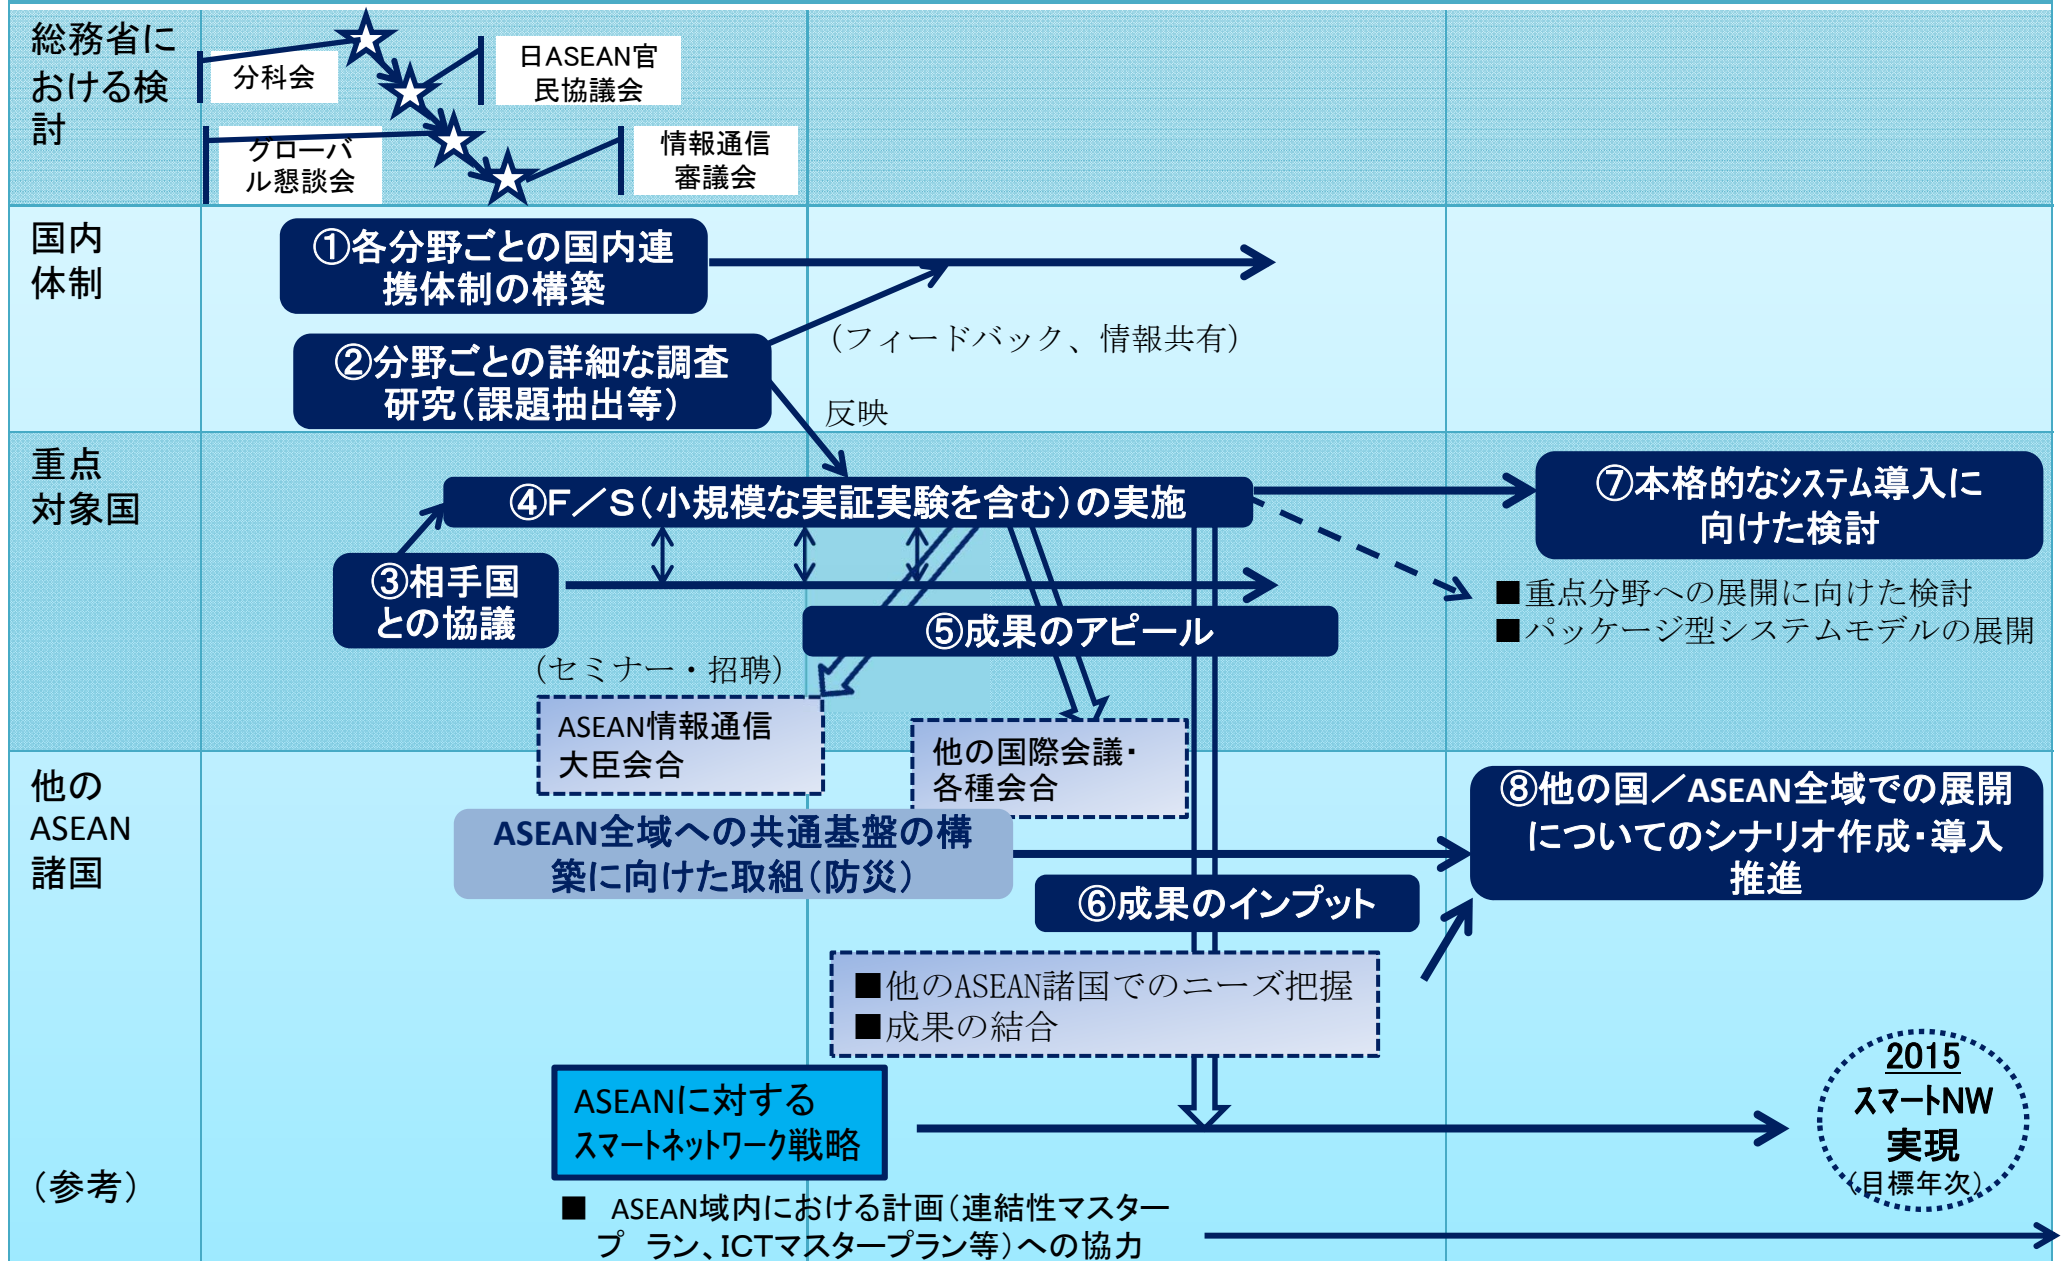 総務省に
おける検
討
分科会
日ASEAN官
民協議会
グローバ
ル懇談会
情報通信
審議会
国内
体制
①各分野ごとの国内連
携体制の構築
②分野ごとの詳細な調査
研究(課題抽出等)
(フィードバック、情報共有)
反映
重点
対象国
④F/S(小規模な実証実験を含む)の実施
⑦本格的なシステム導入に
向けた検討
③相手国
との協議
■重点分野への展開に向けた検討
■パッケージ型システムモデルの展開
⑤成果のアピール
(セミナー・招聘)
ASEAN情報通信
大臣会合
他の国際会議・
各種会合
他の
ASEAN
諸国
ASEAN全域への共通基盤の構
築に向けた取組(防災)
⑧他の国/ASEAN全域での展開
についてのシナリオ作成・導入
推進
⑥成果のインプット
■他のASEAN諸国でのニーズ把握
■成果の結合
ASEANに対する
スマートネットワーク戦略
2015
スマートNW
実現
(目標年次)
(参考)
■ ASEAN域内における計画(連結性マスター
プ ラン、ICTマスタープラン等)への協力